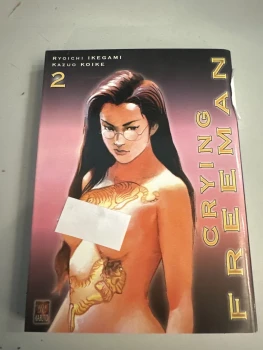 RYOICHI IKEGAMI
KAZUO KOIKE
2
CRYING
FREEMAN